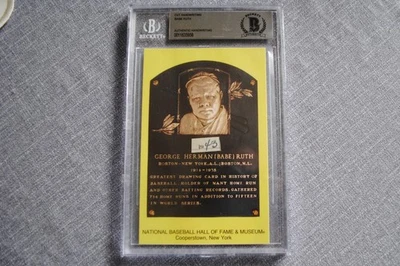 BECKETT
GEORGE HERMAN (BABE) RUTH
BOSTON-NEW YORK, A.L.; BOSTON, N.L.
GREATEST DRAWING CARD IN HISTORY OF
BASEBALL. HOLDER OF MANY HOME RUN
AND OTHER BATTING RECORDS. GATHERED
714 HOME RUNS IN ADDITION TO FIFTEEN
IN WORLD SERIES.
NATIONAL BASEBALL HALL OF FAME & MUSEUM
Cooperstown, New York